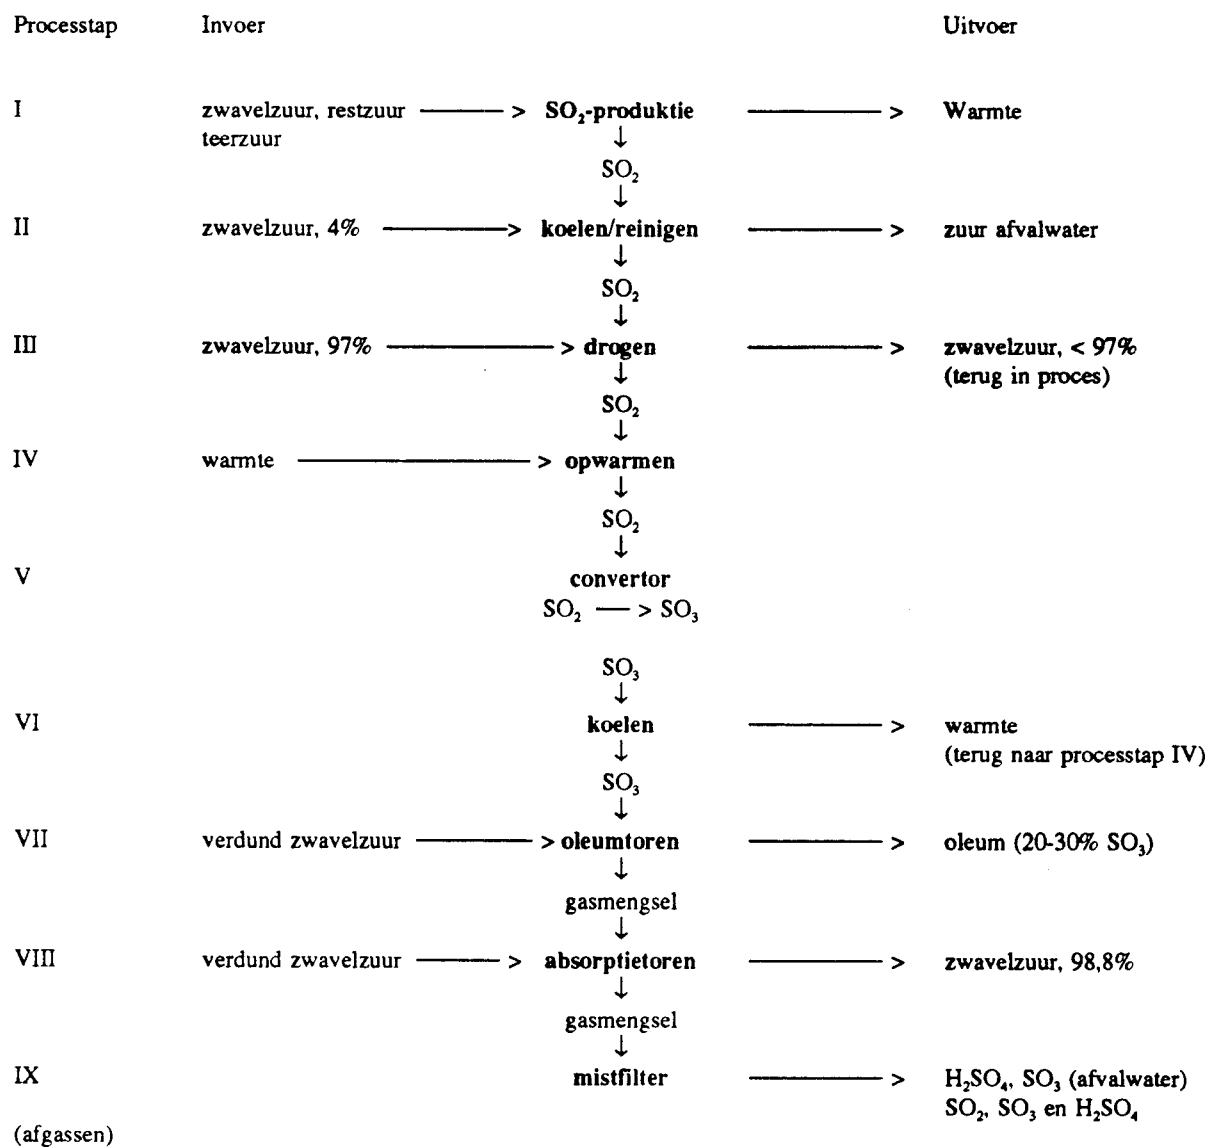 Processtap Invoer Uitvoer
I zwavelzuur, restzuur ——> SO₂-produktie ——> Warmte
teerzuur
↓
SO₂
↓
II zwavelzuur, 4% ——> koelen/reinigen ——> zuur afvalwater
↓
SO₂
↓
III zwavelzuur, 97% ——> drogen ——> zwavelzuur, < 97%
↓ (terug in proces)
SO₂
↓
IV warmte ——> opwarmen
↓
SO₂
↓
V convertor
SO₂ ——> SO₃
SO₃
↓
VI koelen ——> warmte
↓ (terug naar processtap IV)
SO₃
↓
VII verdund zwavelzuur ——> oleumtoren ——> oleum (20-30% SO₃)
↓
gasmengsel
↓
VIII verdund zwavelzuur ——> absorptietoren ——> zwavelzuur, 98,8%
↓
gasmengsel
↓
IX mistfilter ——> H₂SO₄, SO₃ (afvalwater)
SO₂, SO₃ en H₂SO₄
(afgassen)